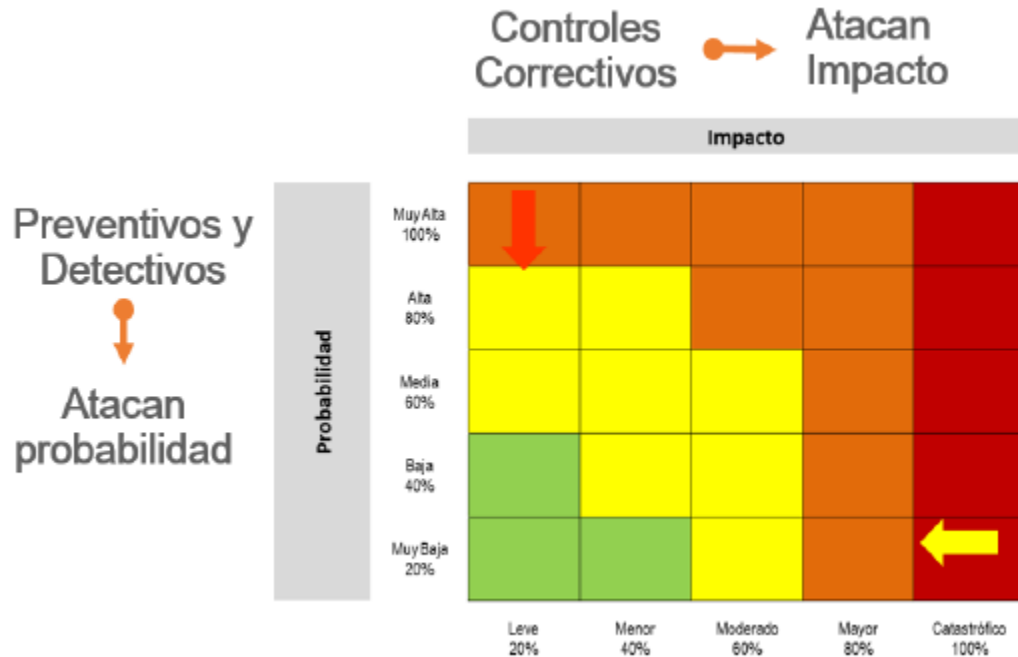 Controles
Correctivos
Atacan
Impacto
Impacto
Preventivos y
Detectivos
Atacan
probabilidad
Probabilidad
Muy Alta
100%
Alta
80%
Media
60%
Baja
40%
Muy Baja
20%
Leve
20%
Menor
40%
Moderado
60%
Mayor
80%
Catastrófico
100%